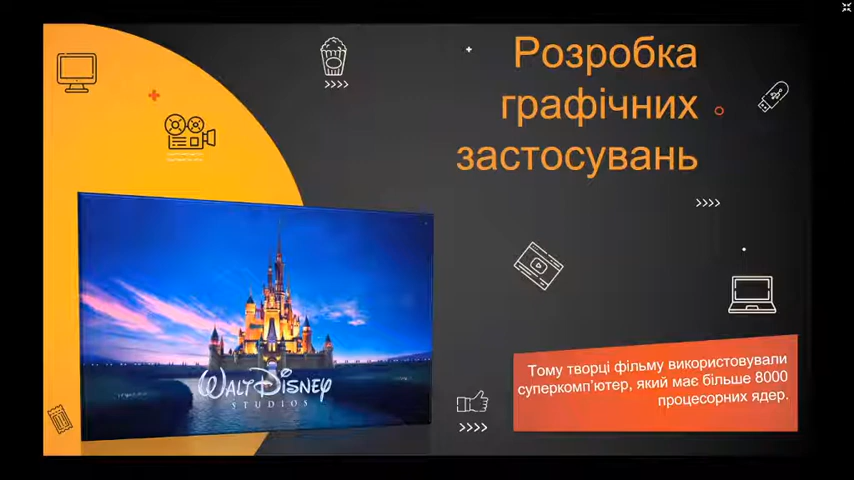 Розробка
графічних
застосувань
WALT DISNEY
STUDIOS
Тому творці фільму використовували
суперкомп'ютер, який має більше 8000
процесорних ядер.